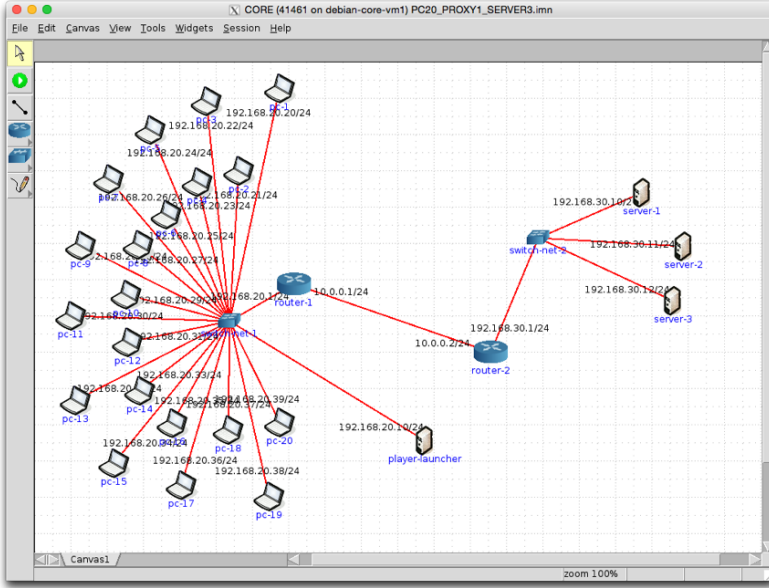 CORE (41461 on debian-core-vm1) PC20_PROXY1_SERVER3.imn
File Edit Canvas View Tools Widgets Session Help
pc-1
192.168.20.20/24
pc-3
192.168.20.22/24
192.168.20.24/24
pc-2
192.168.20.21/24
192.168.20.26/24
192.168.20.23/24
192.168.30.10/24
server-1
192.168.20.25/24
switch-net-2
192.168.30.11/24
pc-9
server-2
192.168.20.27/24
192.168.30.12/24
10.0.0.1/24
192.168.20.29/24
192.168.20.1/24
router-1
server-3
pc-11
192.168.30.1/24
10.0.0.2/24
pc-12
router-2
192.168.20.33/24
pc-14
192.168.20.39/24
192.168.20.37/24
pc-13
192.168.20.10/24
pc-20
pc-18
player-launcher
192.168.20.36/24
192.168.20.38/24
pc-15
pc-17
pc-19
Canvas1
zoom 100%